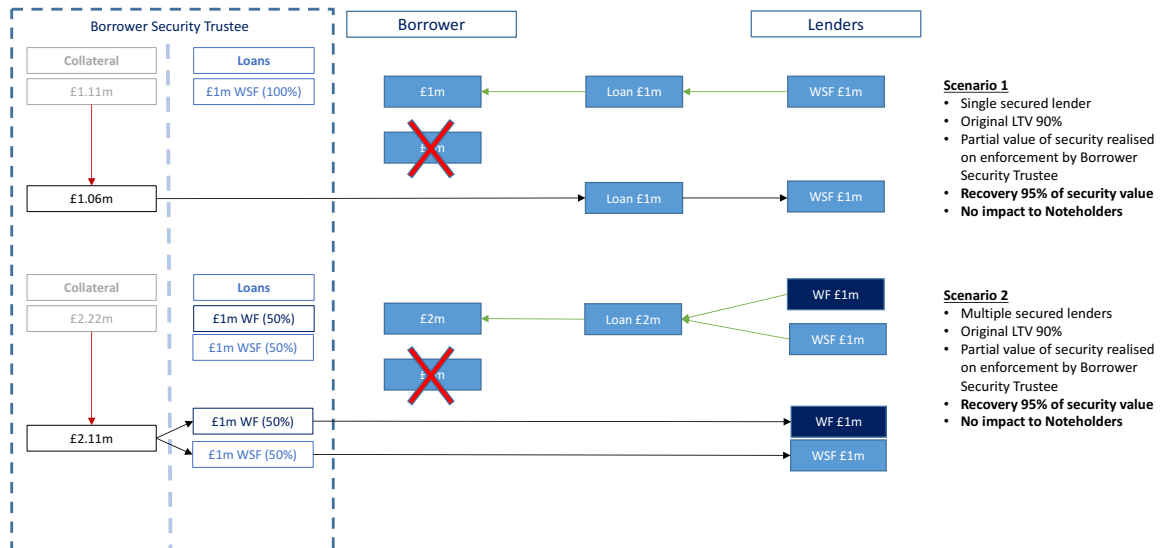 Borrower Security Trustee
Borrower
Lenders
Collateral
Loans
£1.11m
£1m WSF (100%)
£1m
Loan £1m
WSF £1m
£1.06m
Loan £1m
WSF £1m
Scenario 1
• Single secured lender
• Original LTV 90%
• Partial value of security realised
on enforcement by Borrower
Security Trustee
• Recovery 95% of security value
• No impact to Noteholders
Collateral
Loans
£2.22m
£1m WF (50%)
£1m WSF (50%)
£2m
Loan £2m
WF £1m
WSF £1m
£2.11m
£1m WF (50%)
£1m WSF (50%)
WF £1m
WSF £1m
Scenario 2
• Multiple secured lenders
• Original LTV 90%
• Partial value of security realised
on enforcement by Borrower
Security Trustee
• Recovery 95% of security value
• No impact to Noteholders